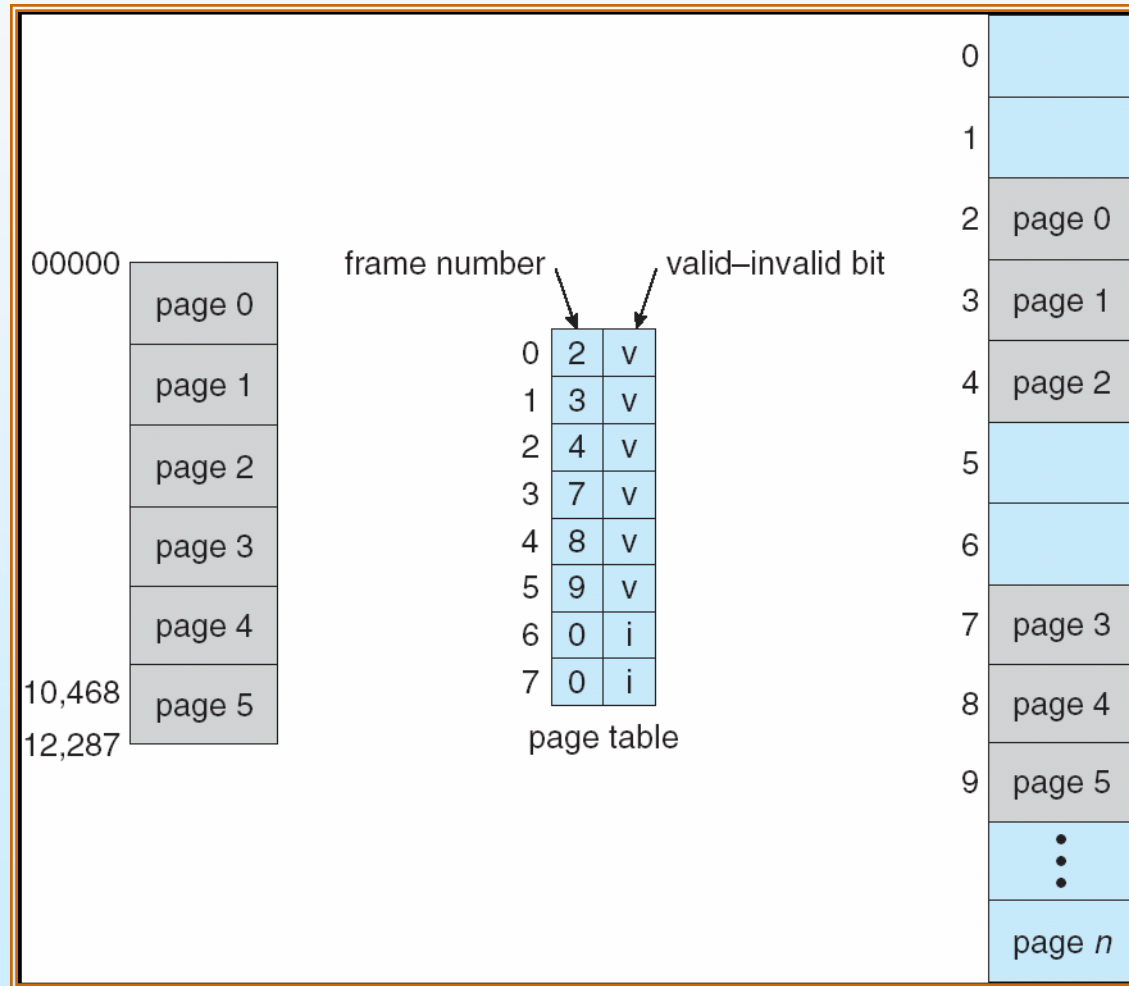 00000
page 0
page 1
page 2
page 3
page 4
10,468
page 5
12,287
frame number
valid–invalid bit
0 2 v
1 3 v
2 4 v
3 7 v
4 8 v
5 9 v
6 0 i
7 0 i
page table
0
1
2 page 0
3 page 1
4 page 2
5
6
7 page 3
8 page 4
9 page 5
page n